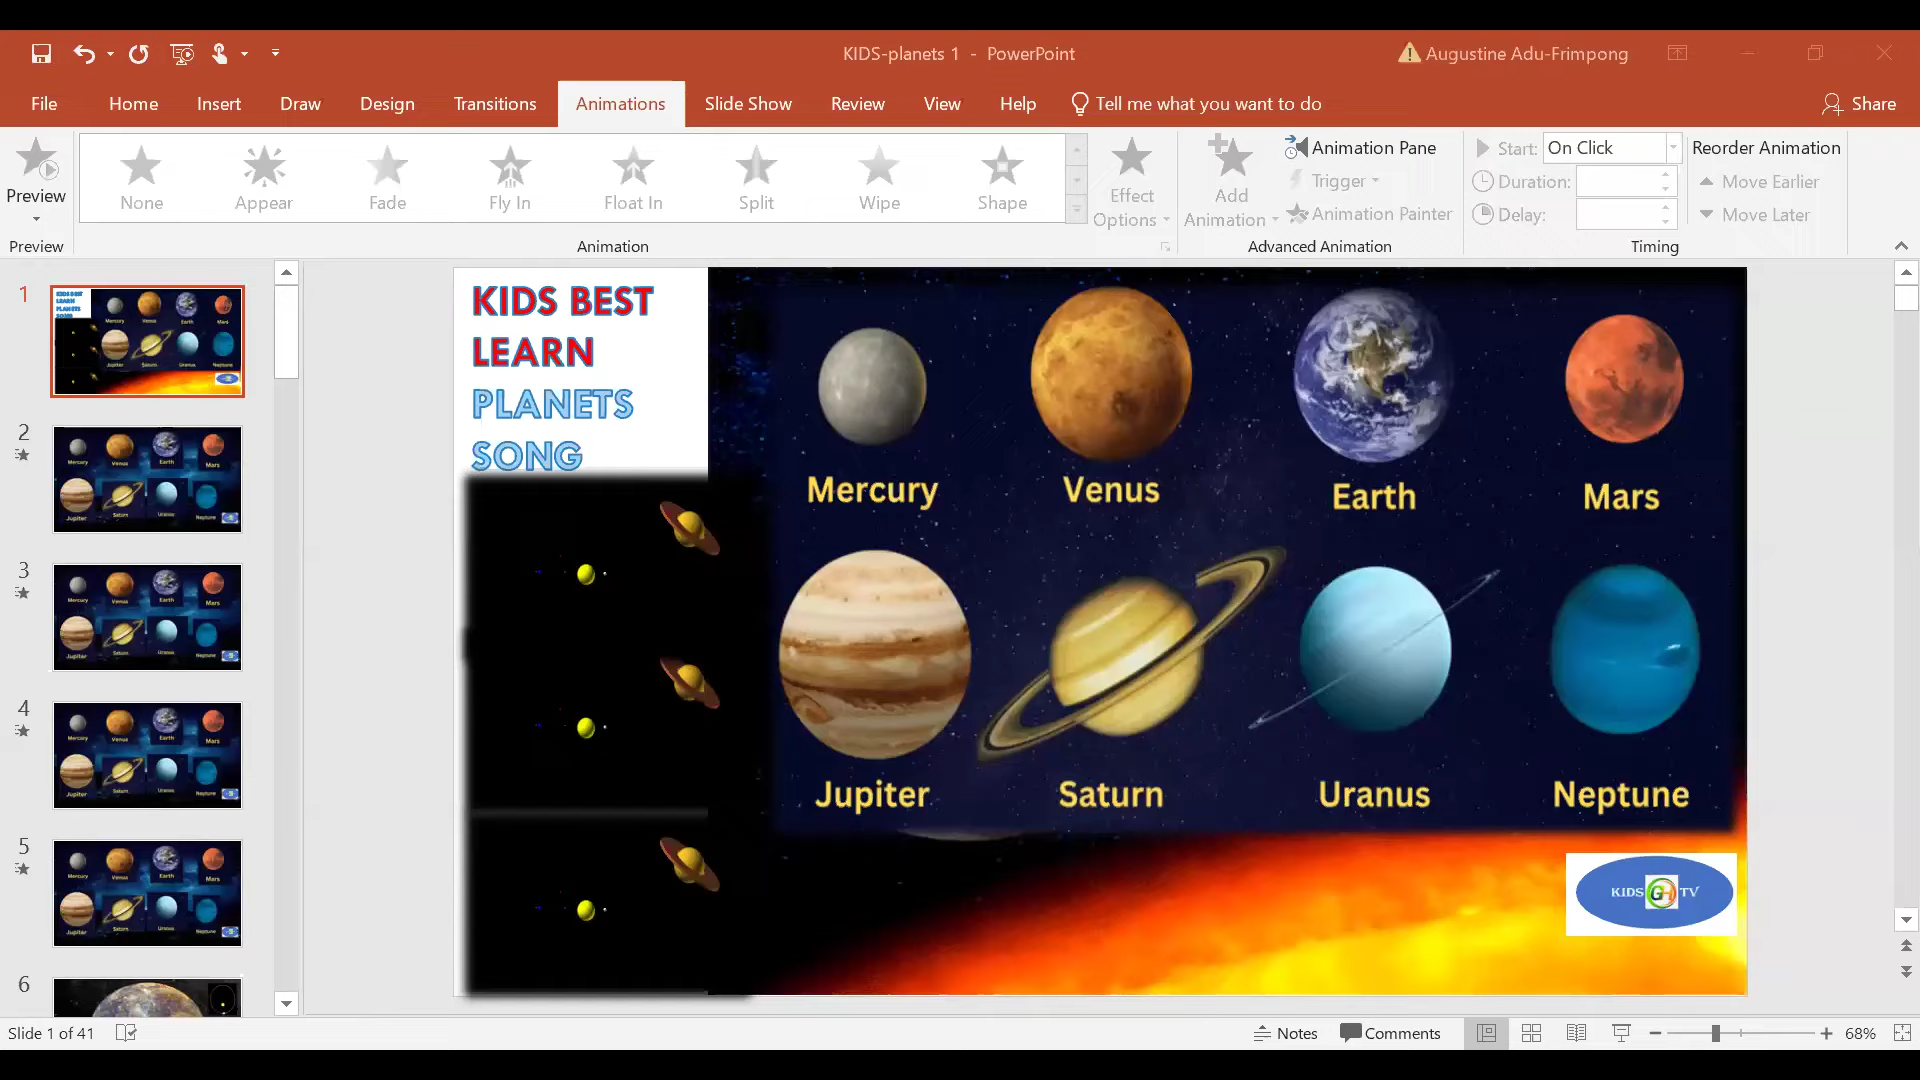 KIDS-planets 1 - PowerPoint
Augustine Adu-Frimpong
File Home Insert Draw Design Transitions Animations Slide Show Review View Help Tell me what you want to do Share
Preview
Preview
None Appear Fade Fly In Float In Split Wipe Shape
Animation
Effect
Options
Add
Animation
Animation Pane
Trigger
Animation Painter
Advanced Animation
Start: On Click
Duration:
Delay:
Reorder Animation
Move Earlier
Move Later
Timing
1
2
3
4
5
6
KIDS BEST
LEARN
PLANETS
SONG
Mercury Venus Earth Mars
Jupiter Saturn Uranus Neptune
KIDS GH TV
Slide 1 of 41
Notes Comments 68%